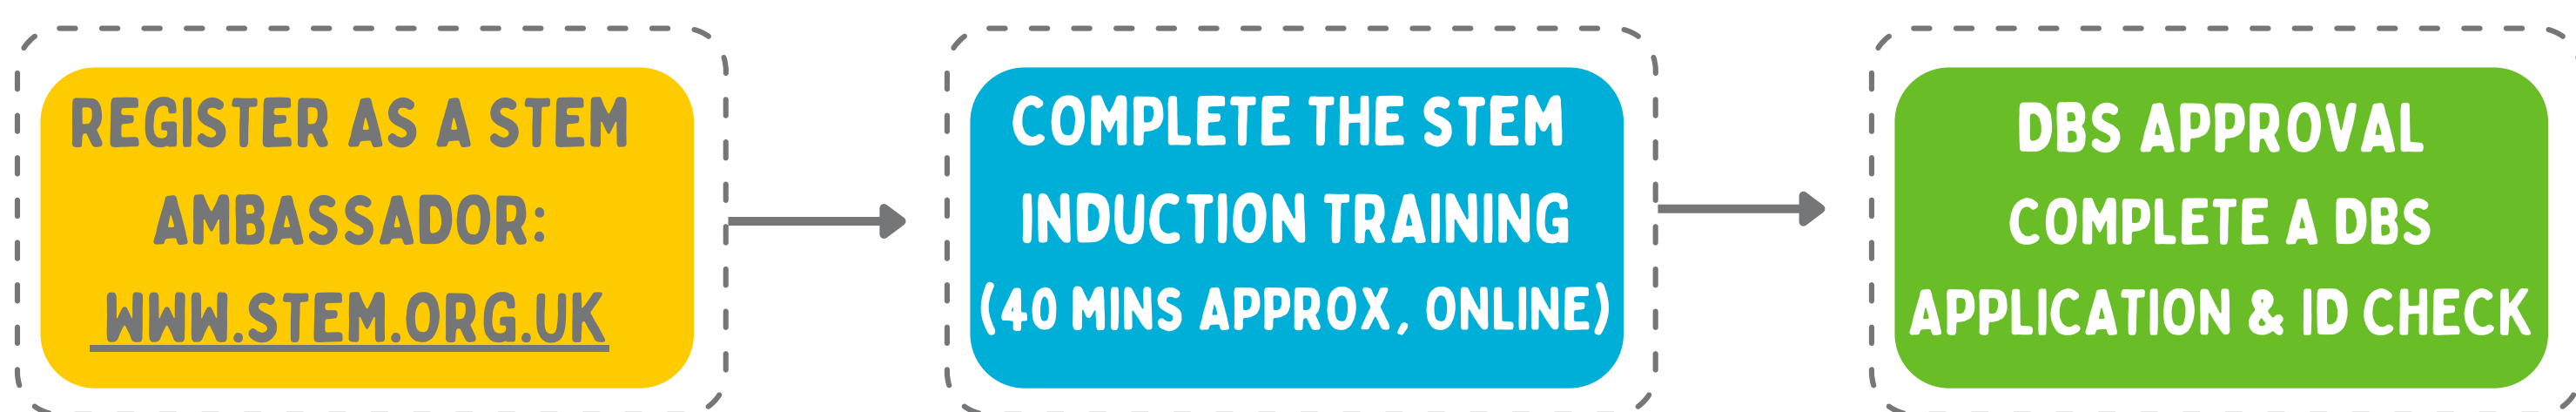 REGISTER AS A STEM
AMBASSADOR:
WWW.STEM.ORG.UK
COMPLETE THE STEM
INDUCTION TRAINING
(40 MINS APPROX, ONLINE)
DBS APPROVAL
COMPLETE A DBS
APPLICATION & ID CHECK